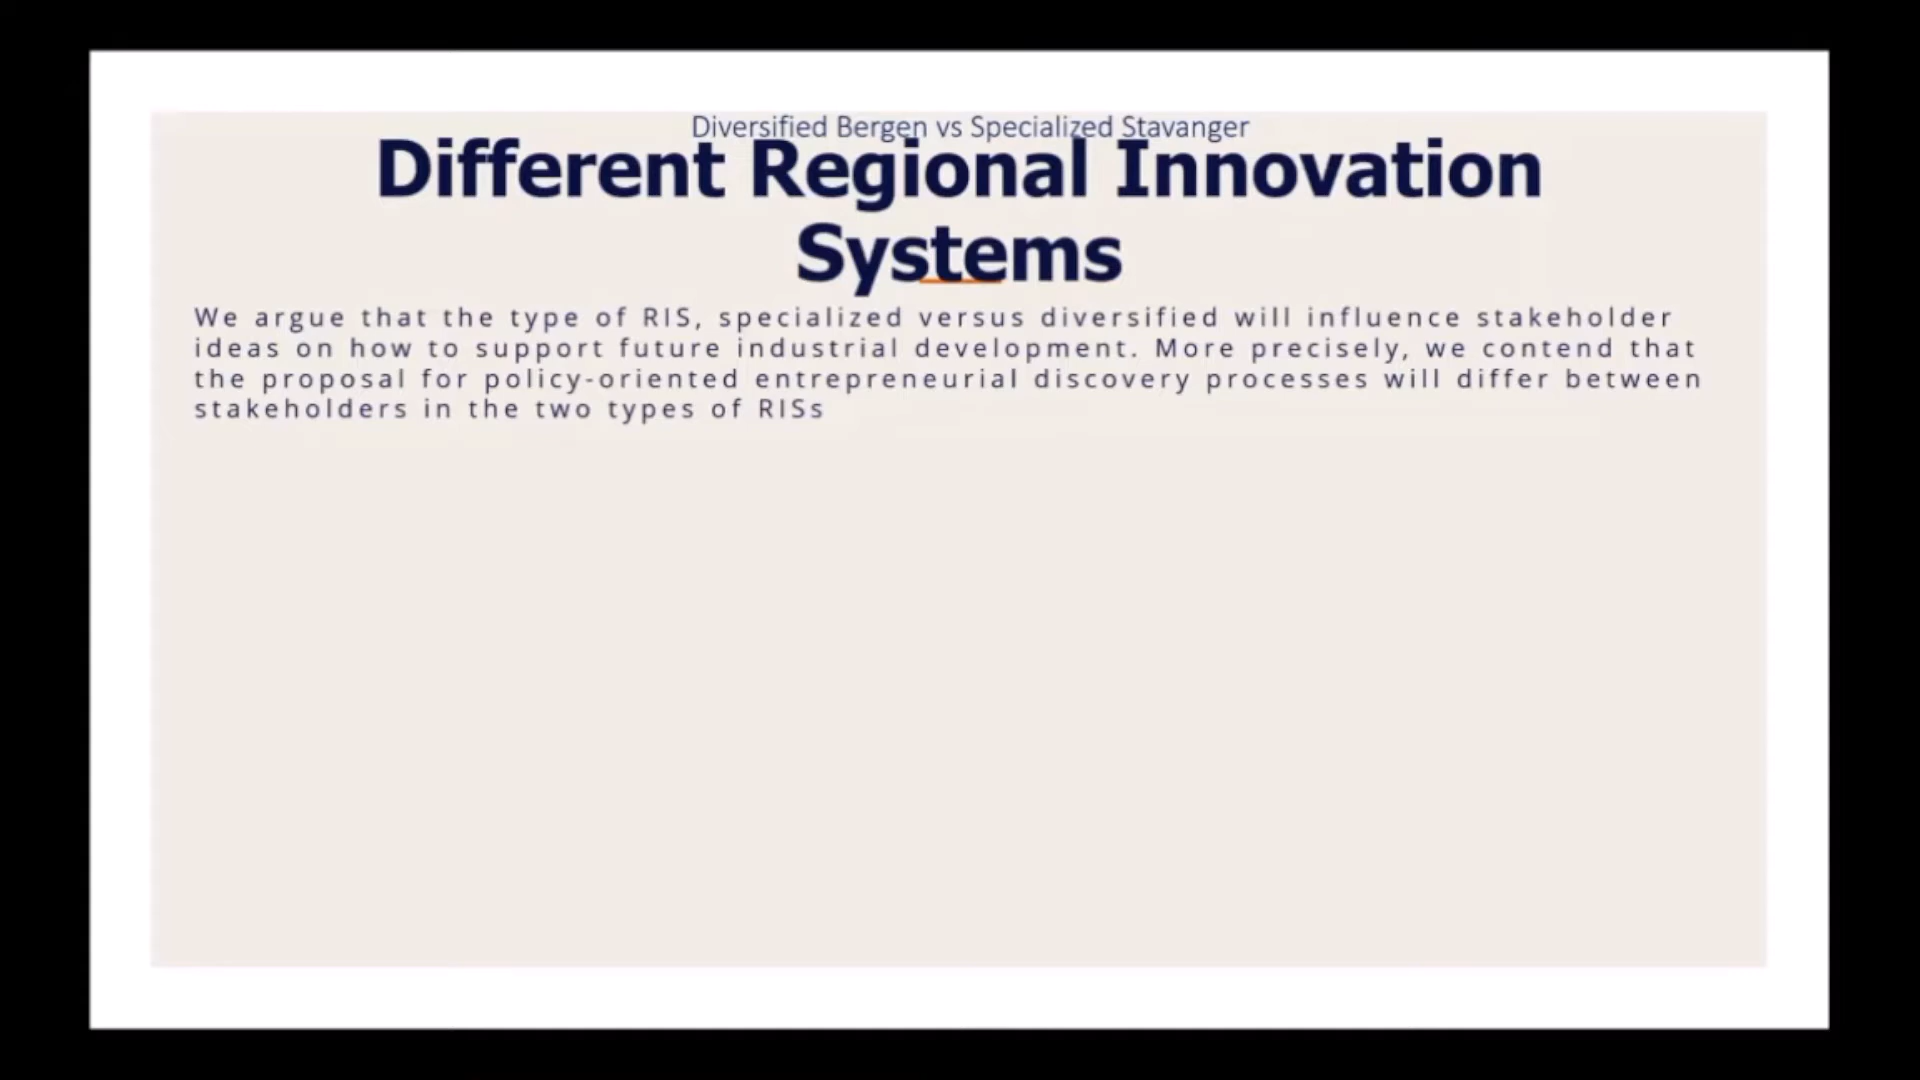 Diversified Bergen vs Specialized Stavanger
Different Regional Innovation
Systems
We argue that the type of RIS, specialized versus diversified will influence stakeholder
ideas on how to support future industrial development. More precisely, we contend that
the proposal for policy-oriented entrepreneurial discovery processes will differ between
stakeholders in the two types of RISs